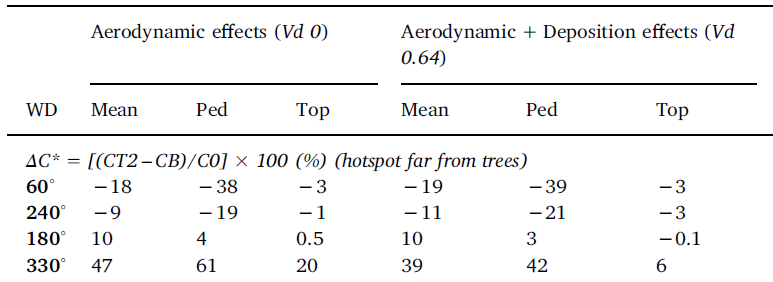 Aerodynamic effects (Vd 0) Aerodynamic + Deposition effects (Vd
0.64)
WD Mean Ped Top Mean Ped Top
ΔC* = [(CT2 – CB)/C0] × 100 (%) (hotspot far from trees)
60° −18 −38 −3 −19 −39 −3
240° −9 −19 −1 −11 −21 −3
180° 10 4 0.5 10 3 −0.1
330° 47 61 20 39 42 6